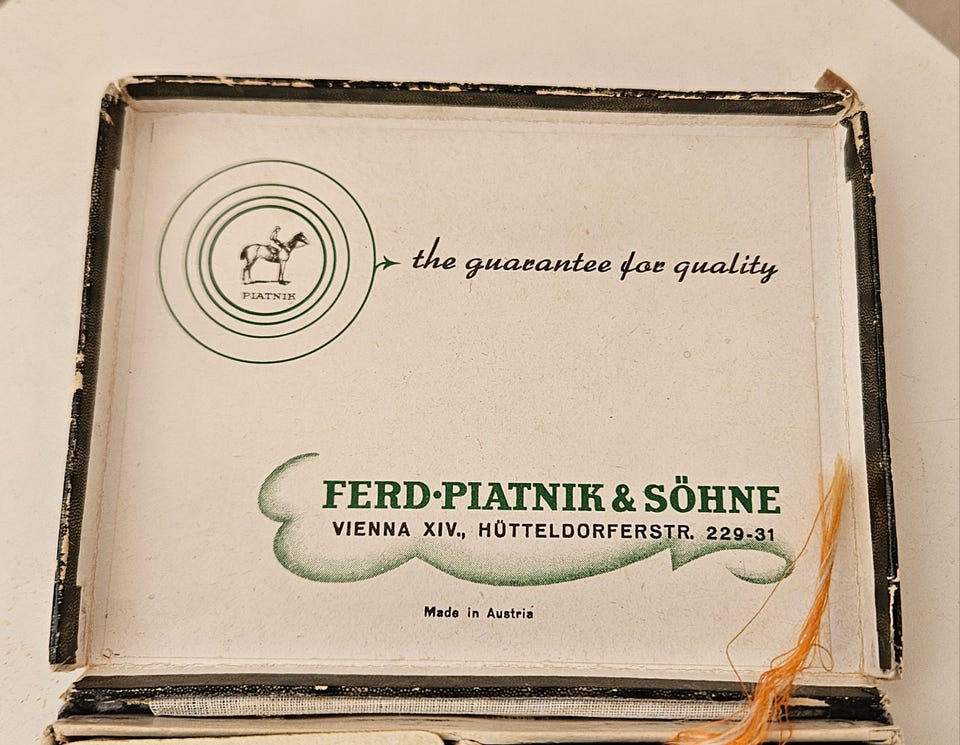 PIATNIK
the guarantee for quality
FERD·PIATNIK & SÖHNE
VIENNA XIV., HÜTTELDORFERSTR. 229-31
Made in Austria